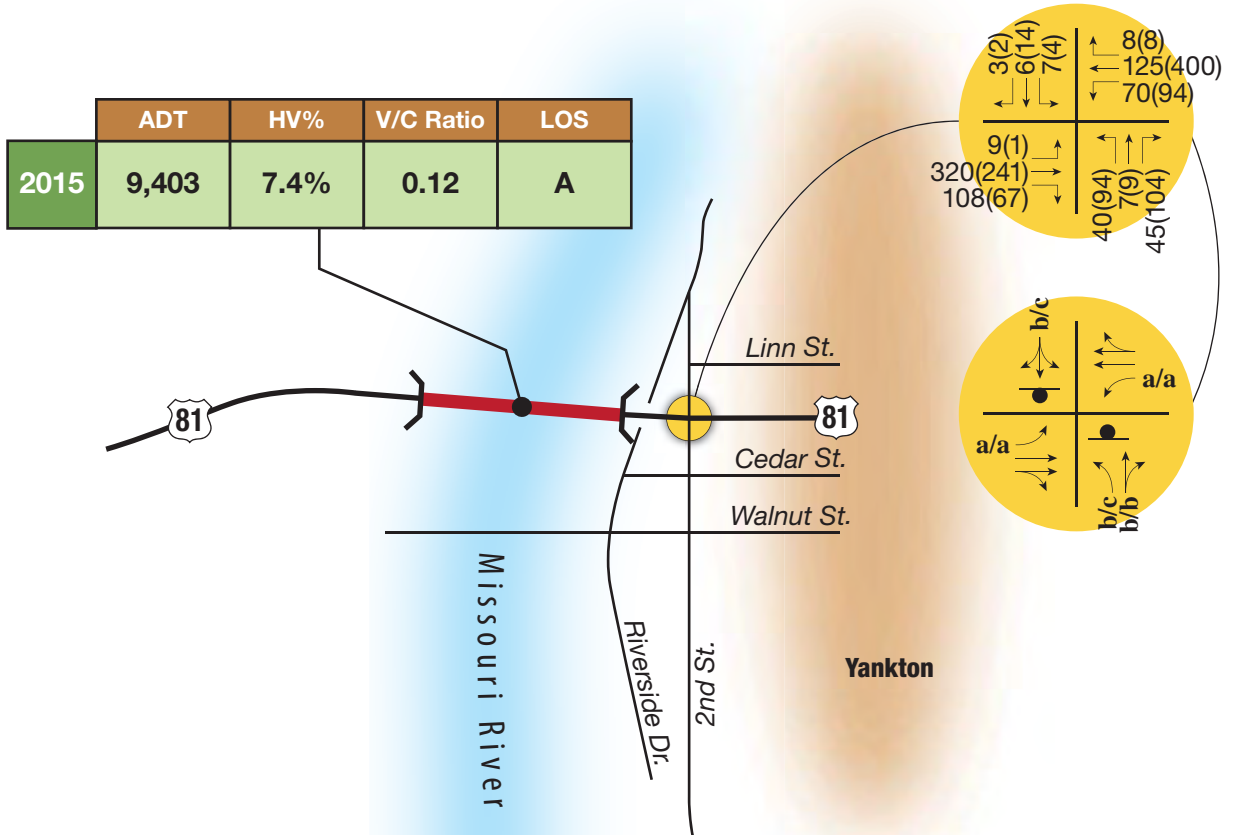 ADT HV% V/C Ratio LOS
2015 9,403 7.4% 0.12 A
3(2)
6(14)
7(4)
8(8)
125(400)
70(94)
9(1)
320(241)
108(67)
40(94)
7(9)
45(104)
b/c
a/a
a/a
b/c
b/b
Linn St.
81
81
Cedar St.
Walnut St.
Missouri River
Riverside Dr.
2nd St.
Yankton